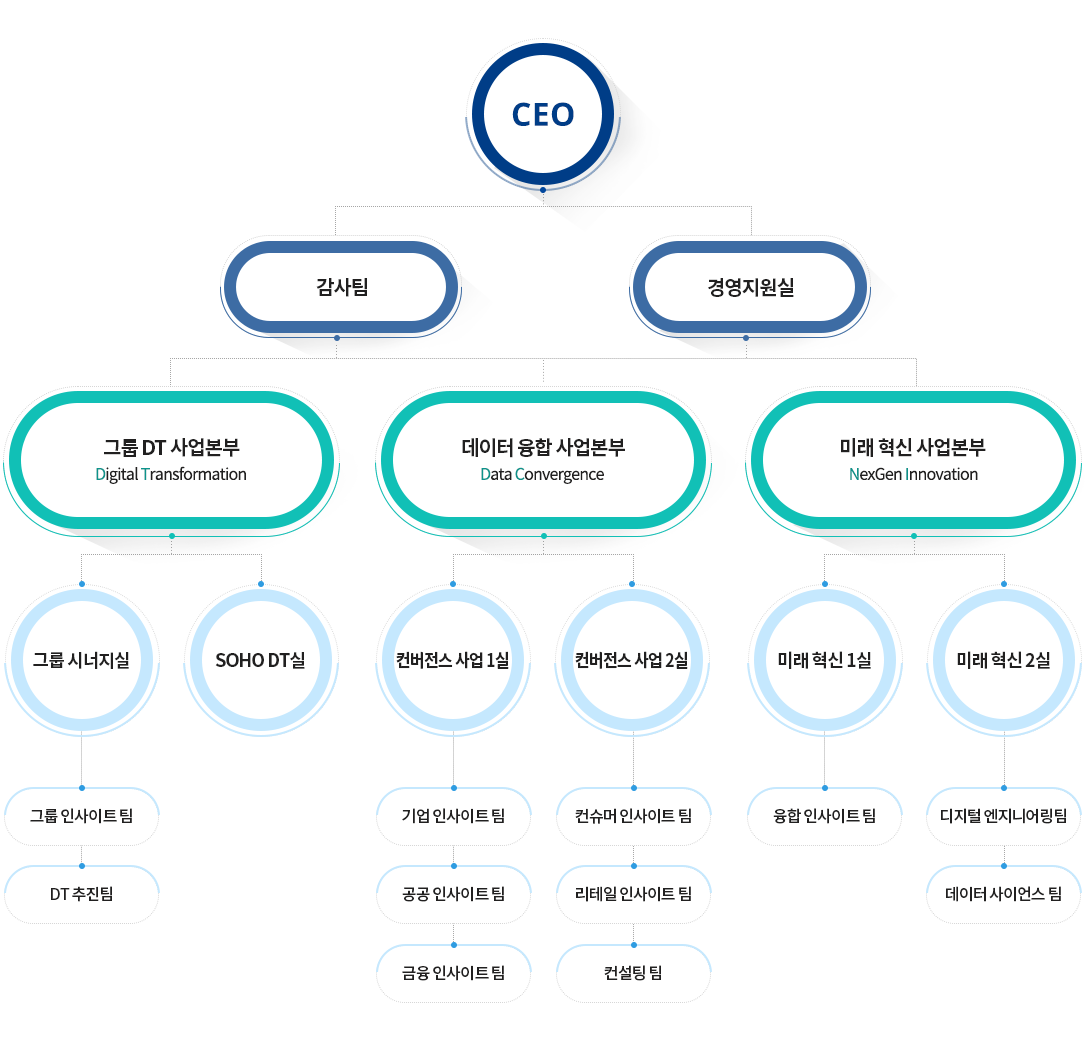 CEO
감사팀
경영지원실
그룹 DT 사업본부
Digital Transformation
데이터 융합 사업본부
Data Convergence
미래 혁신 사업본부
NexGen Innovation
그룹 시너지실
SOHO DT실
컨버전스 사업 1실
컨버전스 사업 2실
미래 혁신 1실
미래 혁신 2실
그룹 인사이트 팀
기업 인사이트 팀
컨슈머 인사이트 팀
융합 인사이트 팀
디지털 엔지니어링팀
DT 추진팀
공공 인사이트 팀
리테일 인사이트 팀
데이터 사이언스 팀
금융 인사이트 팀
컨설팅 팀